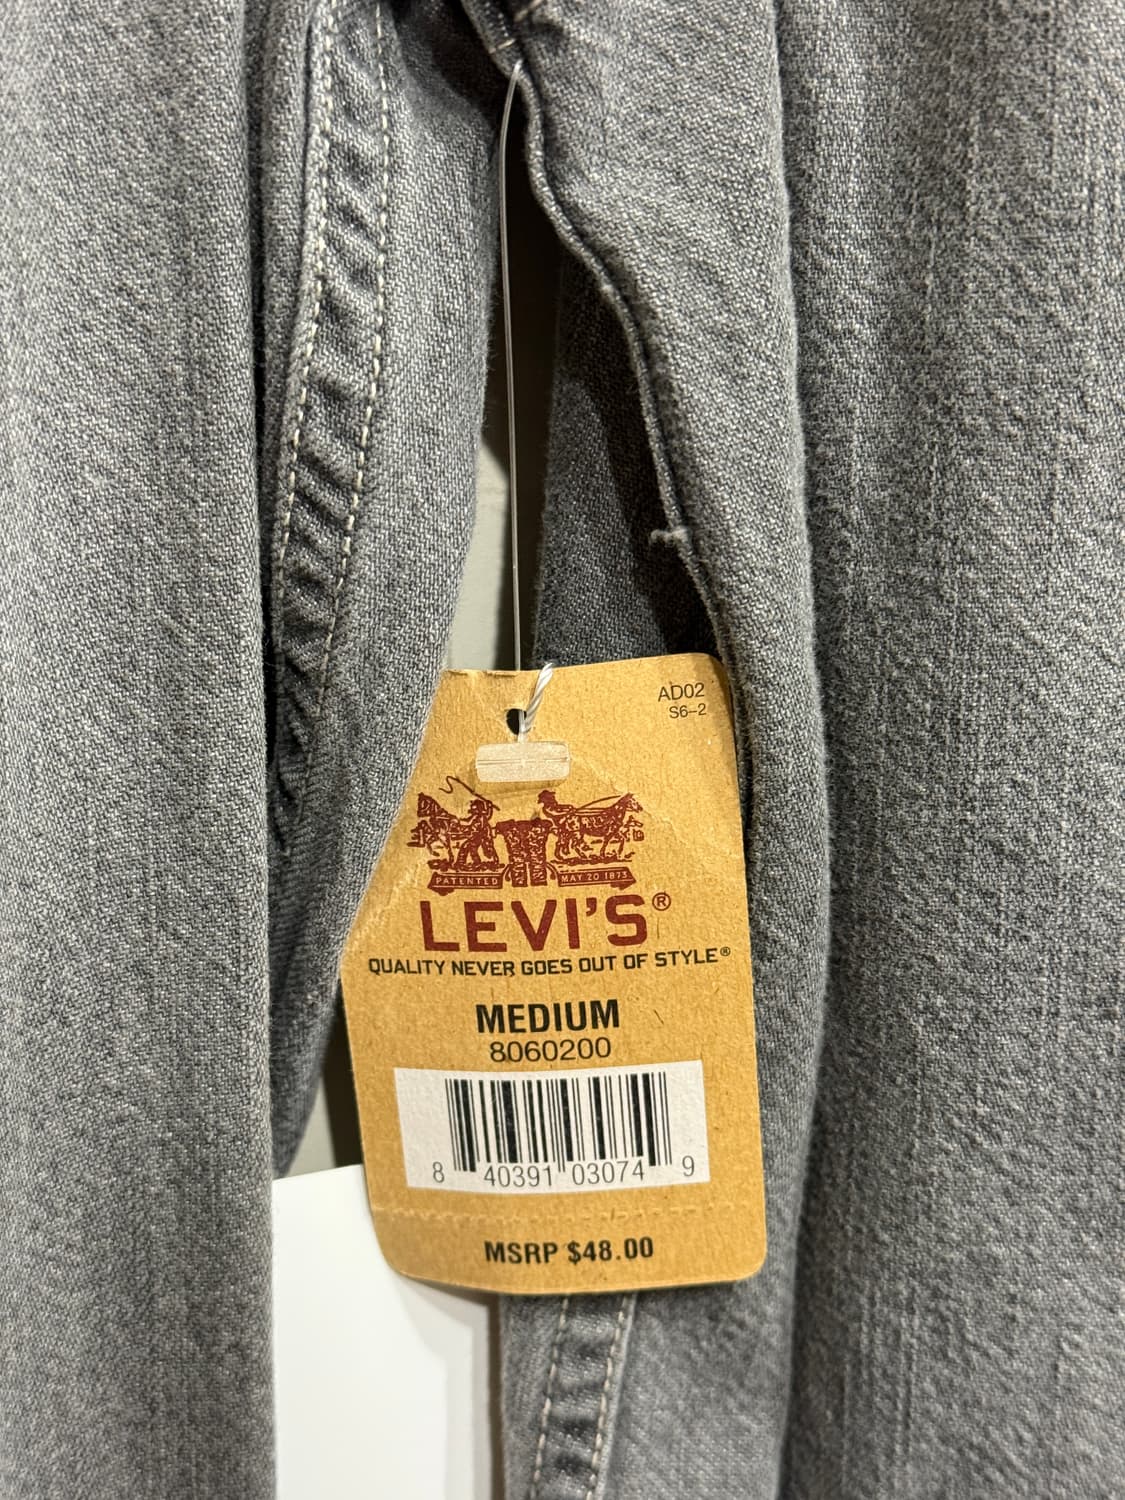 AD02
S6-2
PATENTED MAY 20 1873
LEVI'S®
QUALITY NEVER GOES OUT OF STYLE®
MEDIUM
8060200
8 40391 03074 9
MSRP $48.00